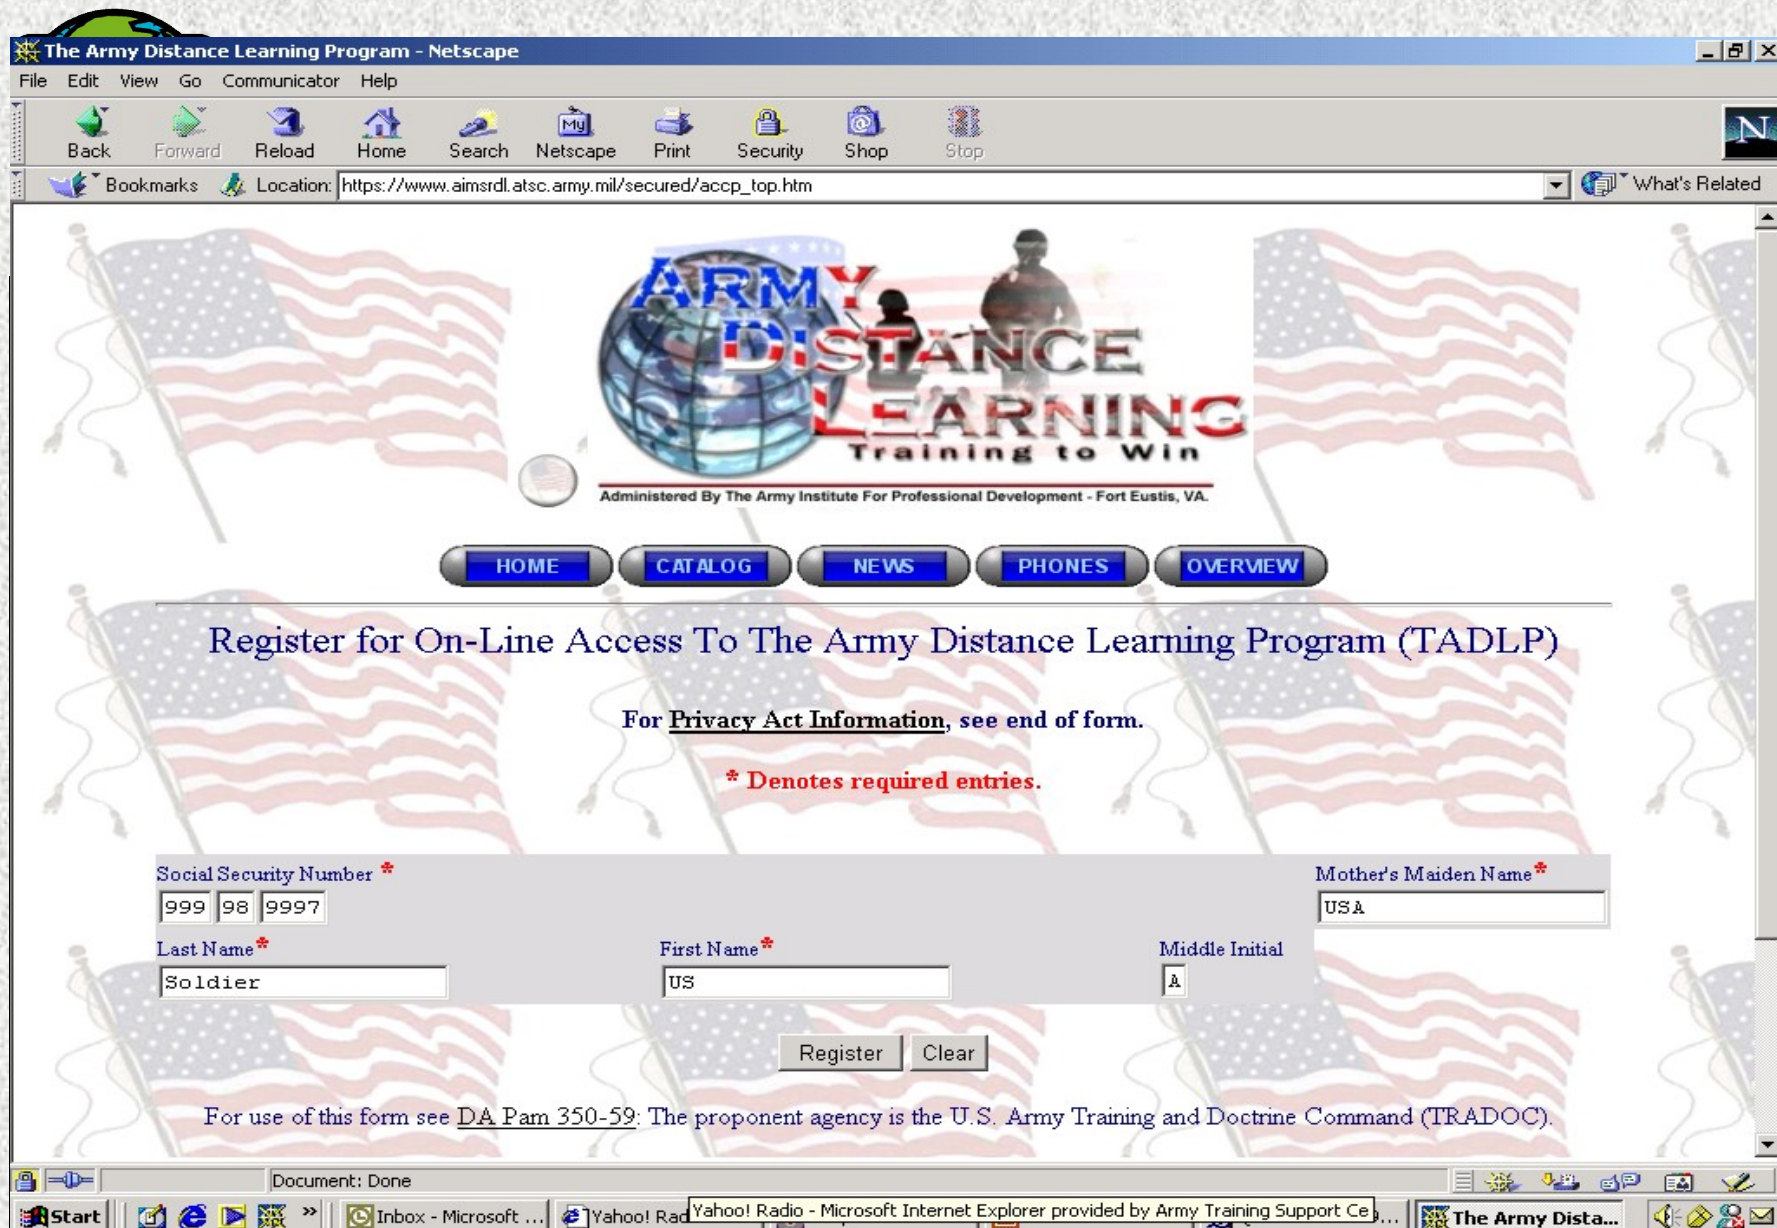 The Army Distance Learning Program - Netscape
File Edit View Go Communicator Help
My
N
Back Forward Reload Home Search Netscape Print Security Shop Stop
Bookmarks Location: https://www.aimsrdl.atsc.army.mil/secured/accp_top.htm What's Related
ARMY
DISTANCE
LEARNING
Training to Win
Administered By The Army Institute For Professional Development - Fort Eustis, VA.
HOME CATALOG NEWS PHONES OVERVIEW
Register for On-Line Access To The Army Distance Learning Program (TADLP)
For Privacy Act Information, see end of form.
* Denotes required entries.
Social Security Number * Mother's Maiden Name*
999 98 9997 USA
Last Name* First Name* Middle Initial
Soldier US A
Register Clear
For use of this form see DA Pam 350-59: The proponent agency is the U.S. Army Training and Doctrine Command (TRADOC).
Document: Done
Start » Inbox - Microsoft ... Yahoo! Rad Yahoo! Radio - Microsoft Internet Explorer provided by Army Training Support Ce ... The Army Dista...